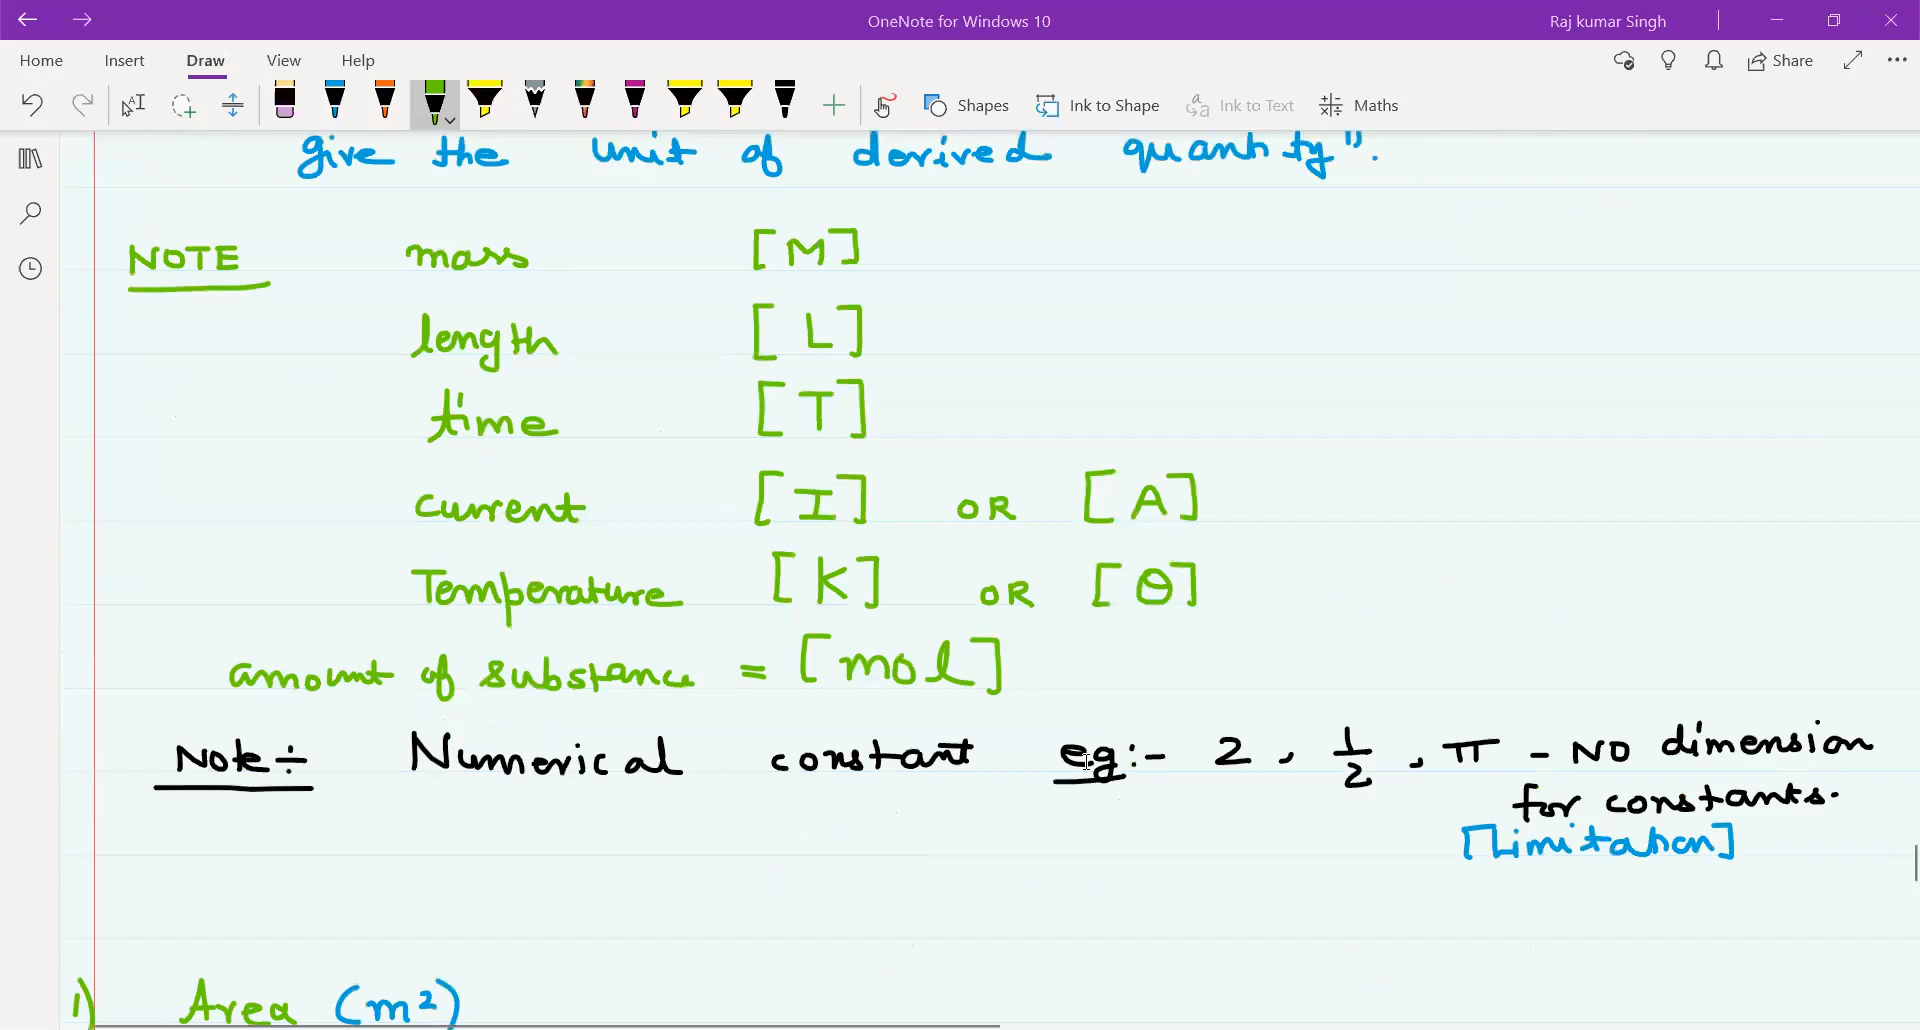 OneNote for Windows 10
Raj kumar Singh
Home Insert Draw View Help
Share
Shapes Ink to Shape Ink to Text Maths
give the unit of derived quantity".
NOTE mass [M]
length [L]
time [T]
Current [I] OR [A]
Temperature [K] OR [θ]
amount of substance = [mol]
Note÷ Numerical constant eg:- 2, 1/2, π - NO dimension
for constants.
[Limitation]
1) Area (m²)